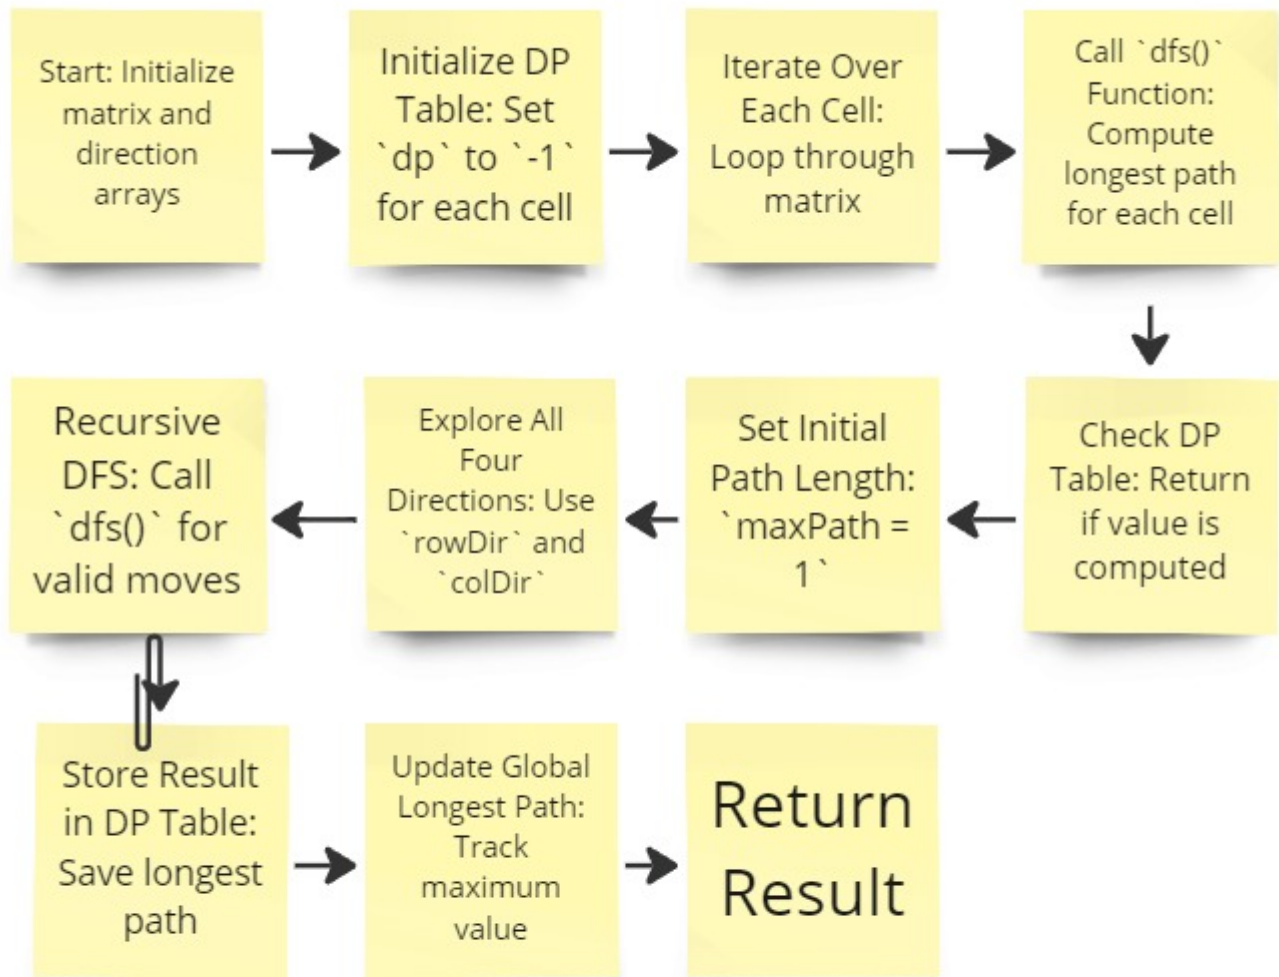 Start: Initialize
matrix and
direction
arrays
Initialize DP
Table: Set
`dp` to `-1`
for each cell
Iterate Over
Each Cell:
Loop through
matrix
Call `dfs()`
Function:
Compute
longest path
for each cell
Check DP
Table: Return
if value is
computed
Set Initial
Path Length:
`maxPath =
1`
Explore All
Four
Directions: Use
`rowDir` and
`colDir`
Recursive
DFS: Call
`dfs()` for
valid moves
Store Result
in DP Table:
Save longest
path
Update Global
Longest Path:
Track
maximum
value
Return
Result